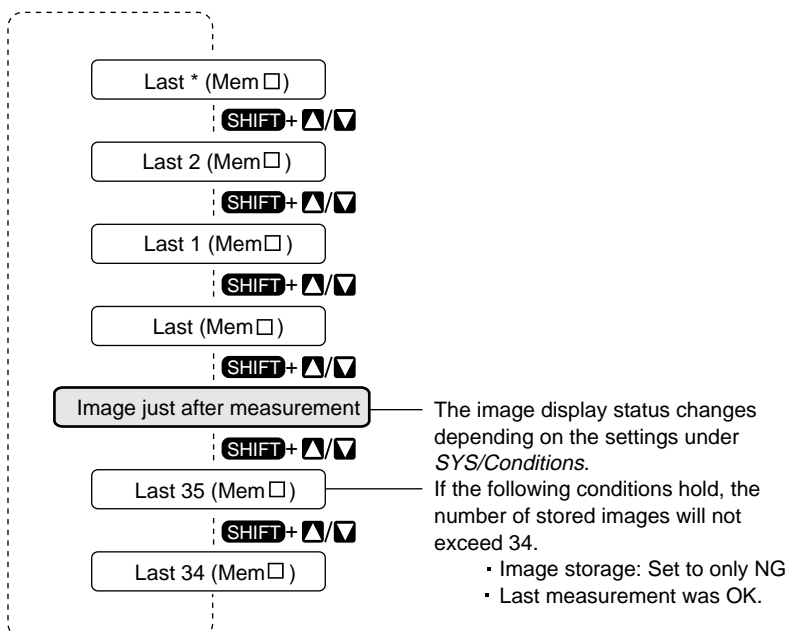 Last * (Mem□)
SHIFT+▲/▼
Last 2 (Mem□)
SHIFT+▲/▼
Last 1 (Mem□)
SHIFT+▲/▼
Last (Mem□)
SHIFT+▲/▼
Image just after measurement
The image display status changes
depending on the settings under
SYS/Conditions.
SHIFT+▲/▼
Last 35 (Mem□)
If the following conditions hold, the
number of stored images will not
exceed 34.
SHIFT+▲/▼
Last 34 (Mem□)
· Image storage: Set to only NG
· Last measurement was OK.